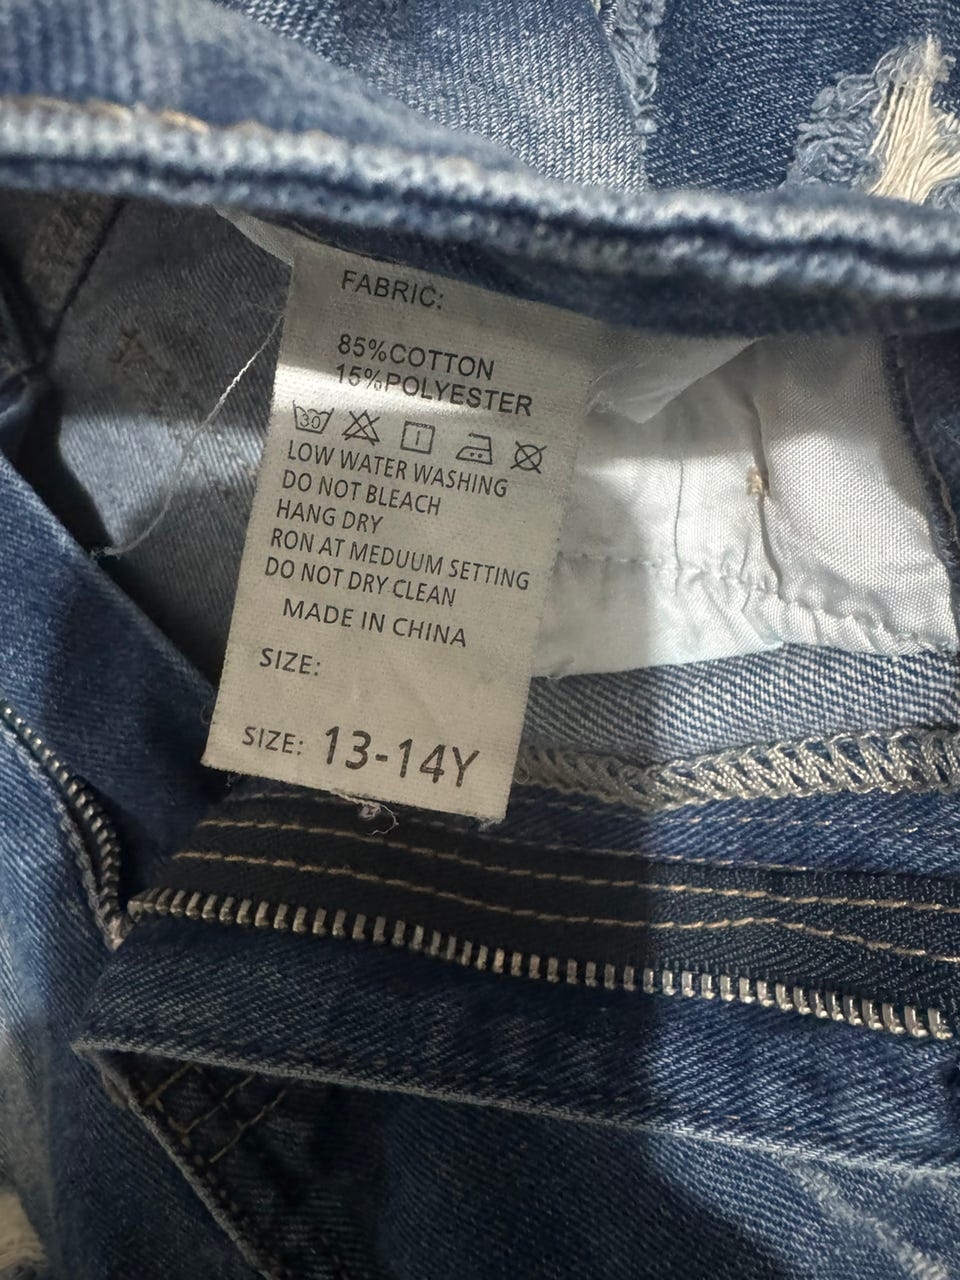 FABRIC:
85%COTTON
15%POLYESTER
30
LOW WATER WASHING
DO NOT BLEACH
HANG DRY
RON AT MEDUUM SETTING
DO NOT DRY CLEAN
MADE IN CHINA
SIZE:
SIZE: 13-14Y